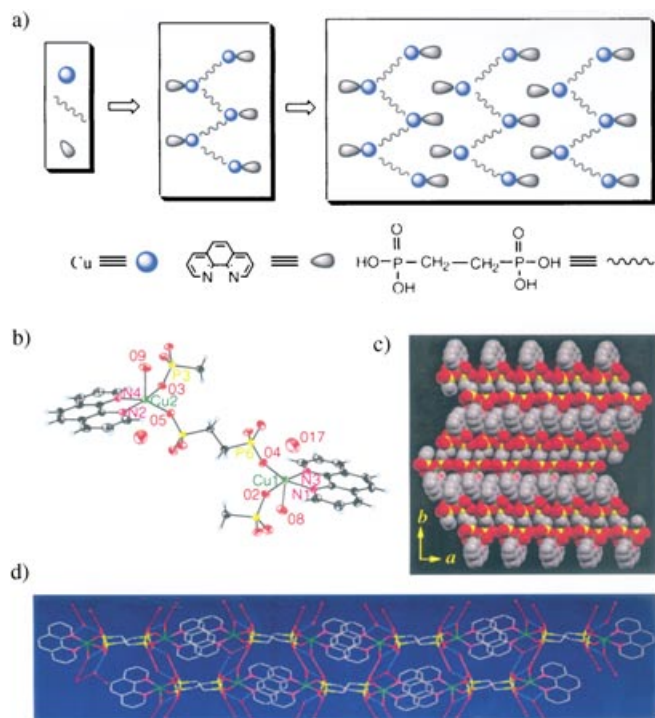 a)
Cu
N N
O O
HO-P-CH2-CH2-P-OH
OH OH
b)
O9
P3
N4 O3
Cu2
N2
O5
P6 O17
O4
Cu1 N3
O2 N1
O8
c)
b
a
d)